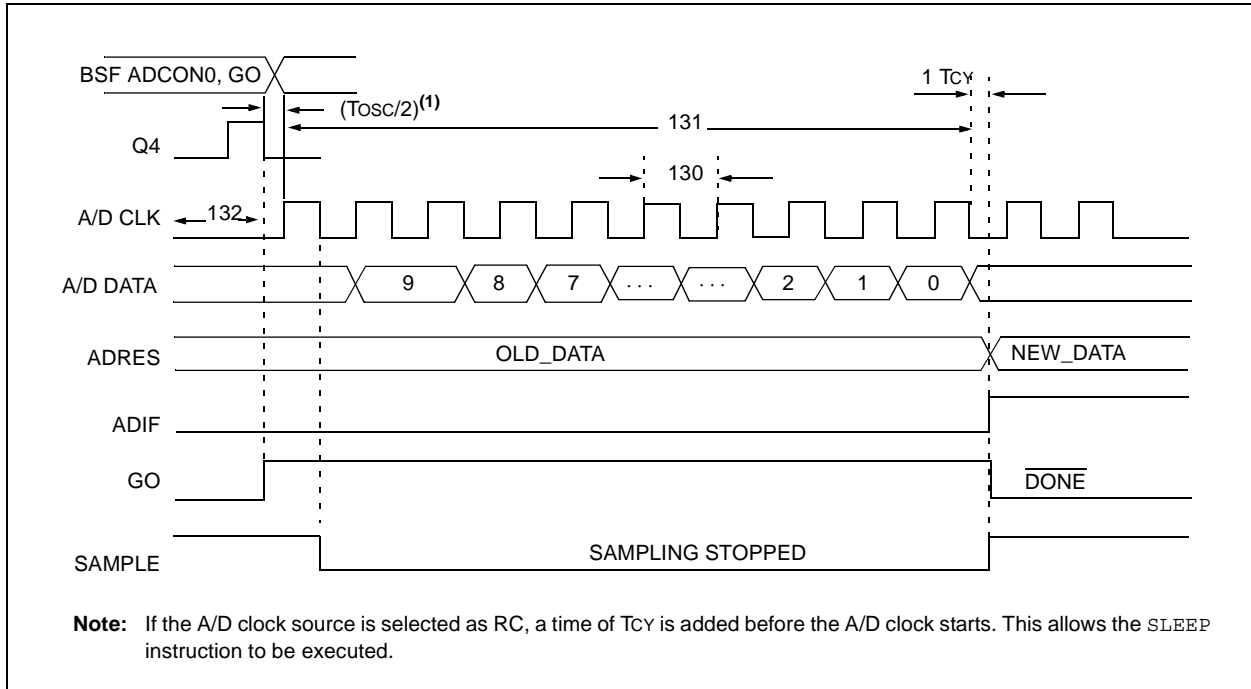 BSF ADCON0, GO
(TOSC/2)(1)
1 TCY
131
Q4
130
A/D CLK
132
A/D DATA
9 8 7 . . . . . . 2 1 0
ADRES
OLD_DATA
NEW_DATA
ADIF
GO
DONE
SAMPLE
SAMPLING STOPPED
Note: If the A/D clock source is selected as RC, a time of TCY is added before the A/D clock starts. This allows the SLEEP
instruction to be executed.